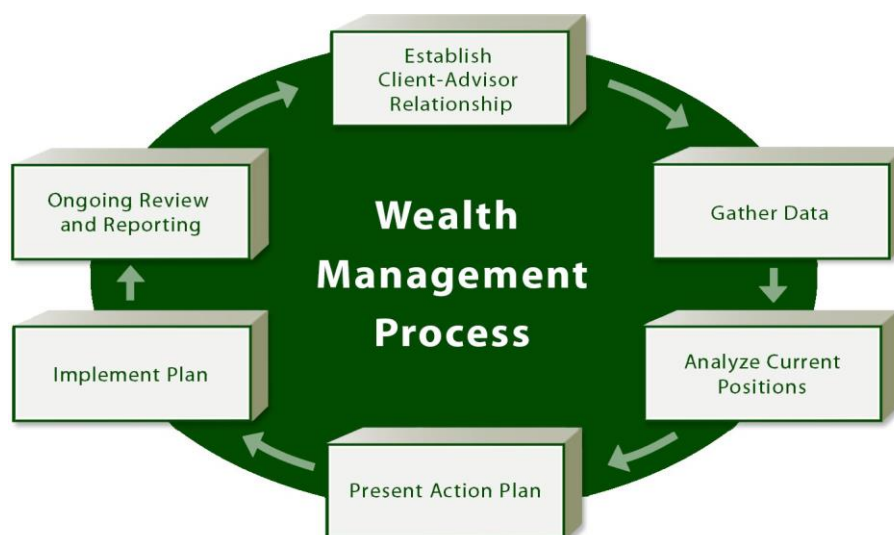 Establish
Client-Advisor
Relationship
Gather Data
Analyze Current
Positions
Present Action Plan
Implement Plan
Ongoing Review
and Reporting
Wealth
Management
Process